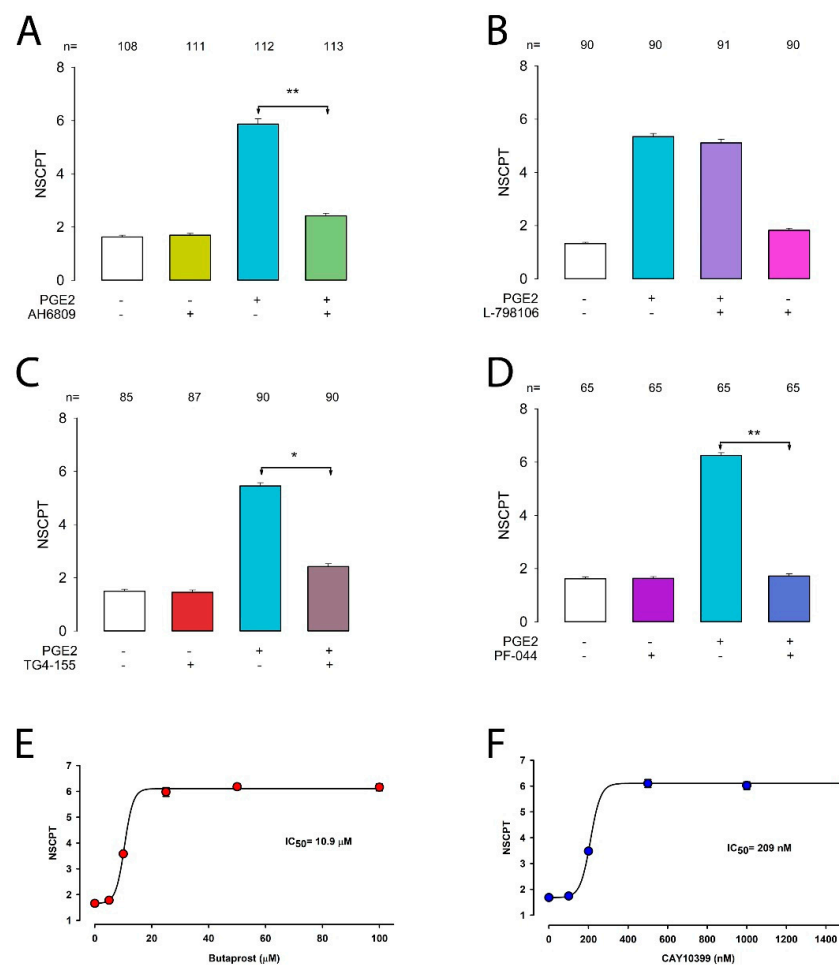 A
n= 108 111 112 113
8
**
6
NSCPT
4
2
0
PGE2 - - + +
AH6809 - + - +
B
n= 90 90 91 90
8
6
NSCPT
4
2
0
PGE2 - + + -
L-798106 - - + +
C
n= 85 87 90 90
8
6
*
NSCPT
4
2
0
PGE2 - - + +
TG4-155 - + - +
D
n= 65 65 65 65
8
**
6
NSCPT
4
2
0
PGE2 - - + +
PF-044 - + - +
E
7
6
5
NSCPT
4
IC50= 10.9 µM
3
2
1
0 20 40 60 80 100
Butaprost (µM)
F
7
6
5
NSCPT
4
IC50= 209 nM
3
2
1
0 200 400 600 800 1000 1200 1400
CAY10399 (nM)